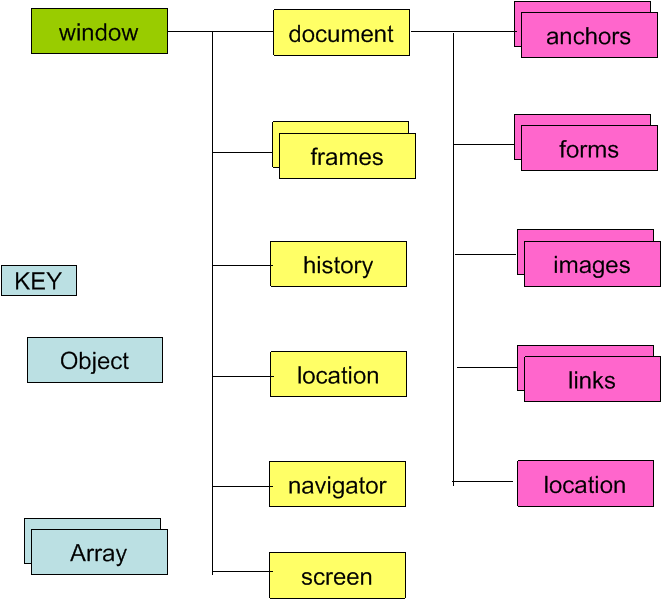 window
document
anchors
frames
forms
history
images
KEY
Object
location
links
navigator
location
Array
screen